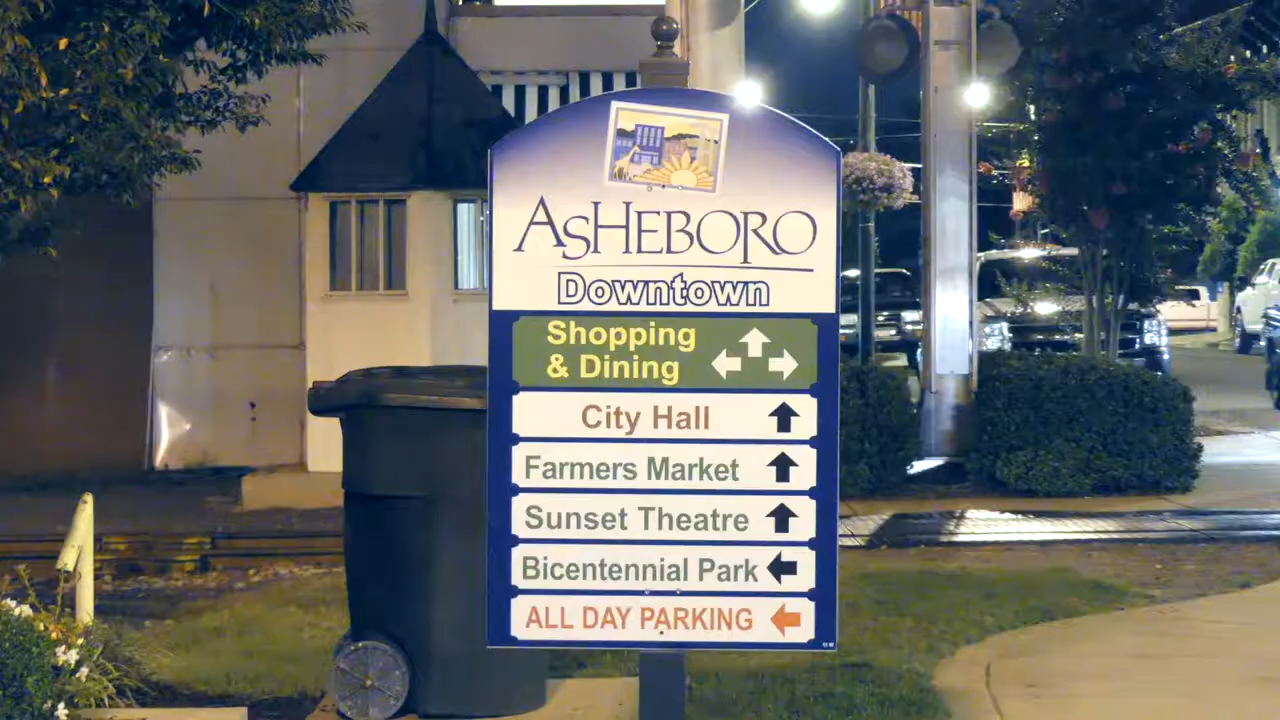 ASHEBORO
Downtown
Shopping
& Dining
City Hall
Farmers Market
Sunset Theatre
Bicentennial Park
ALL DAY PARKING